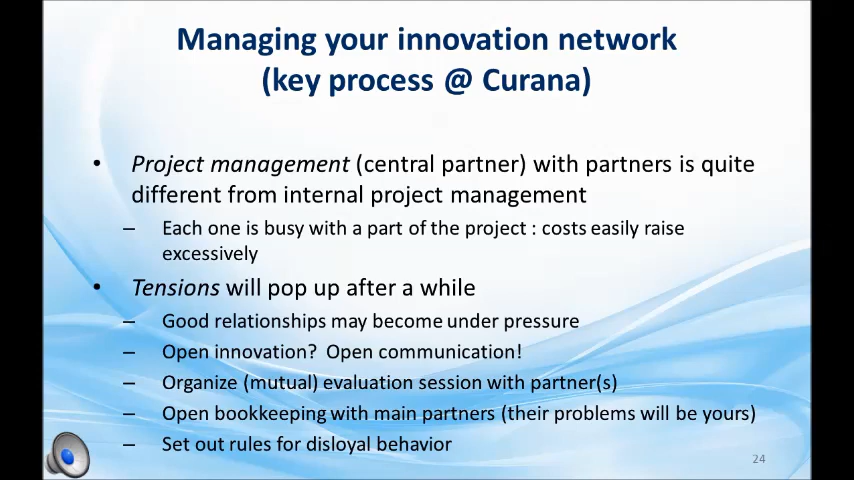 Managing your innovation network
(key process @ Curana)
• Project management (central partner) with partners is quite
different from internal project management
– Each one is busy with a part of the project : costs easily raise
excessively
• Tensions will pop up after a while
– Good relationships may become under pressure
– Open innovation? Open communication!
– Organize (mutual) evaluation session with partner(s)
– Open bookkeeping with main partners (their problems will be yours)
– Set out rules for disloyal behavior
24